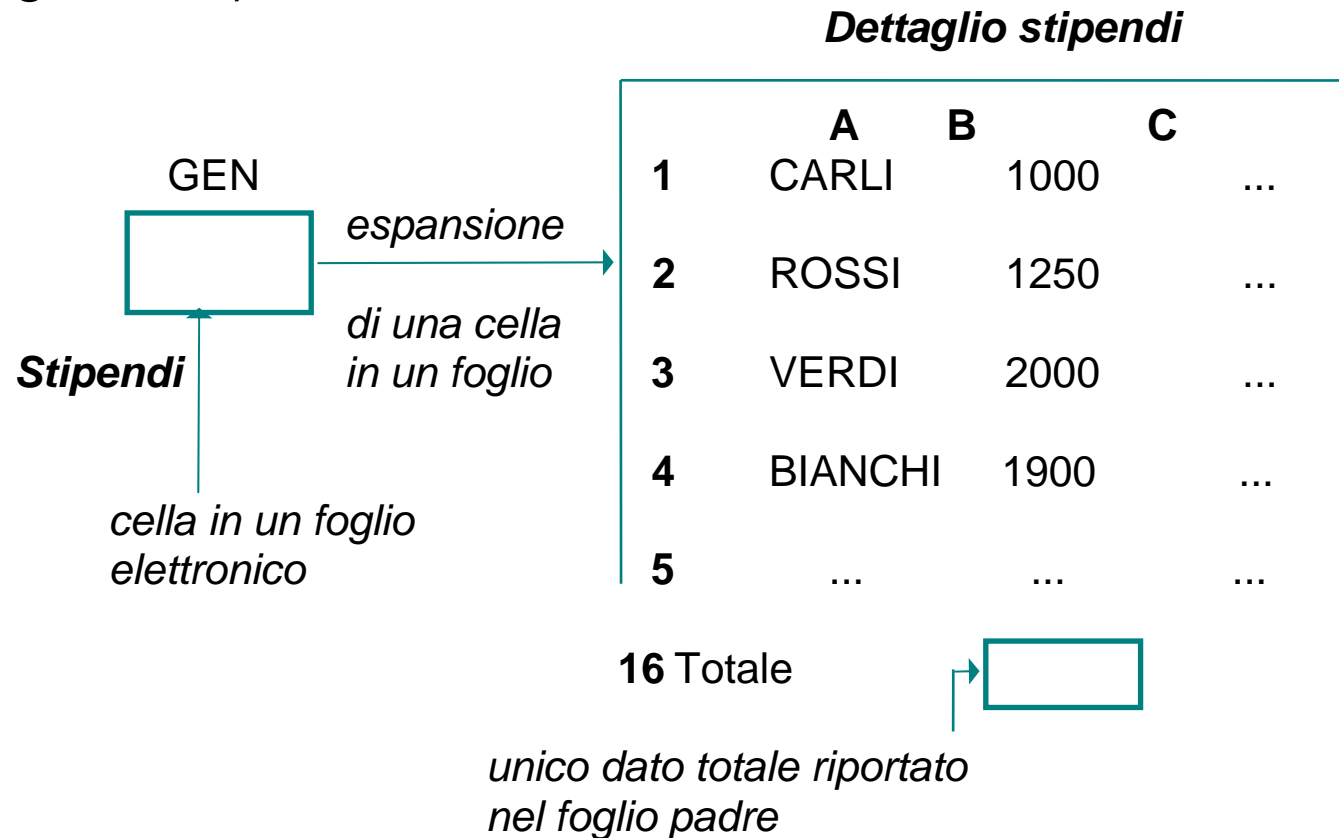 Dettaglio stipendi
A B C
GEN
1 CARLI 1000 ...
espansione
2 ROSSI 1250 ...
di una cella
in un foglio
Stipendi
3 VERDI 2000 ...
4 BIANCHI 1900 ...
cella in un foglio
elettronico
5 ... ... ...
16 Totale
unico dato totale riportato
nel foglio padre